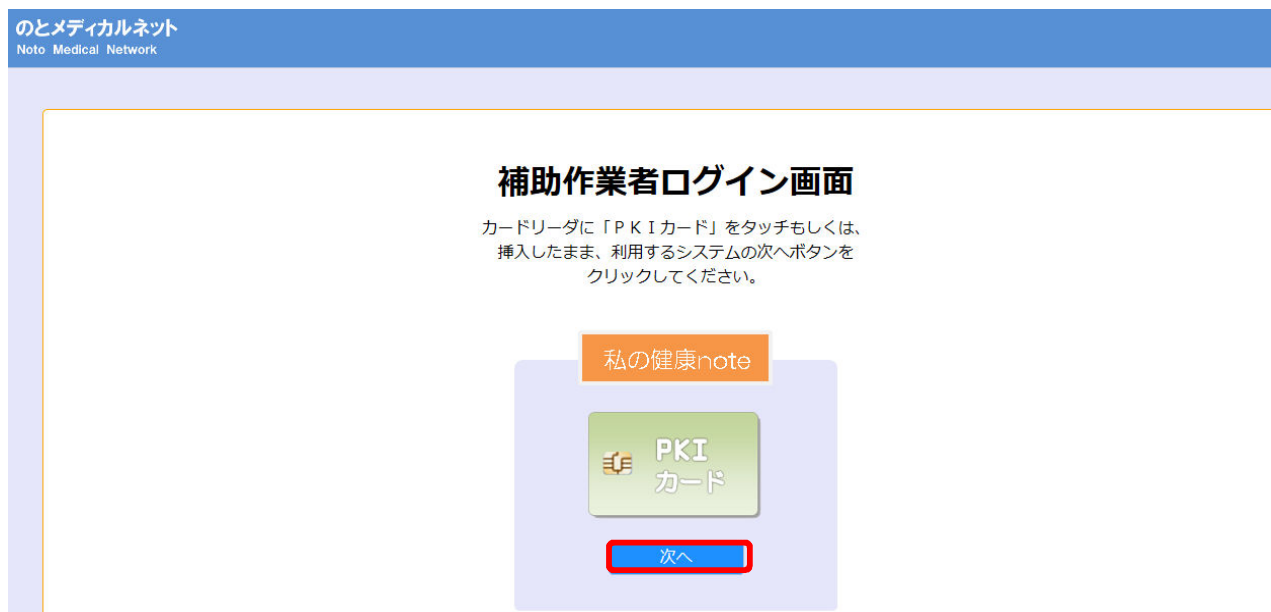 のとメディカルネット
Noto Medical Network
補助作業者ログイン画面
カードリーダに「ＰＫＩカード」をタッチもしくは、
挿入したまま、利用するシステムの次へボタンを
クリックしてください。
私の健康note
PKI
カード
次へ